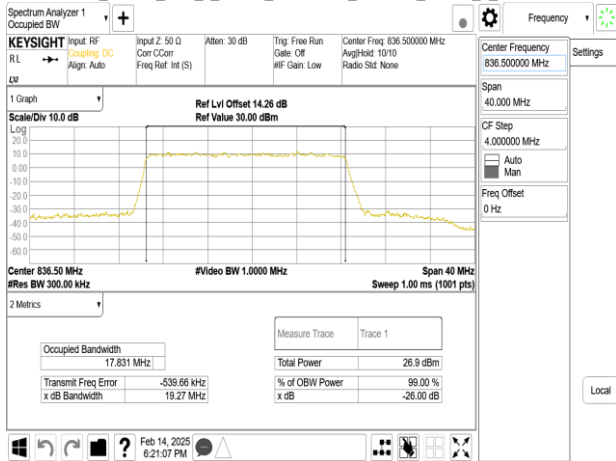 Spectrum Analyzer 1
Occupied BW
KEYSIGHT
RL
LXI
Input: RF
Coupling: DC
Align: Auto
Input Z: 50 Ω
Corr CCorr
Freq Ref: Int (S)
Atten: 30 dB
Trig: Free Run
Gate: Off
#IF Gain: Low
Center Freq: 836.500000 MHz
Avg|Hold: 10/10
Radio Std: None
Frequency
Settings
Center Frequency
836.500000 MHz
Span
40.000 MHz
CF Step
4.000000 MHz
Auto
Man
Freq Offset
0 Hz
Local
1 Graph
Scale/Div 10.0 dB
Ref Lvl Offset 14.26 dB
Ref Value 30.00 dBm
Log
20.0
10.0
0.00
-10.0
-20.0
-30.0
-40.0
-50.0
-60.0
Center 836.50 MHz
#Video BW 1.0000 MHz
Span 40 MHz
#Res BW 300.00 kHz
Sweep 1.00 ms (1001 pts)
2 Metrics
Measure Trace Trace 1
Occupied Bandwidth
17.831 MHz
Total Power 26.9 dBm
Transmit Freq Error -539.66 kHz
% of OBW Power 99.00 %
x dB Bandwidth 19.27 MHz
x dB -26.00 dB
Feb 14, 2025
6:21:07 PM